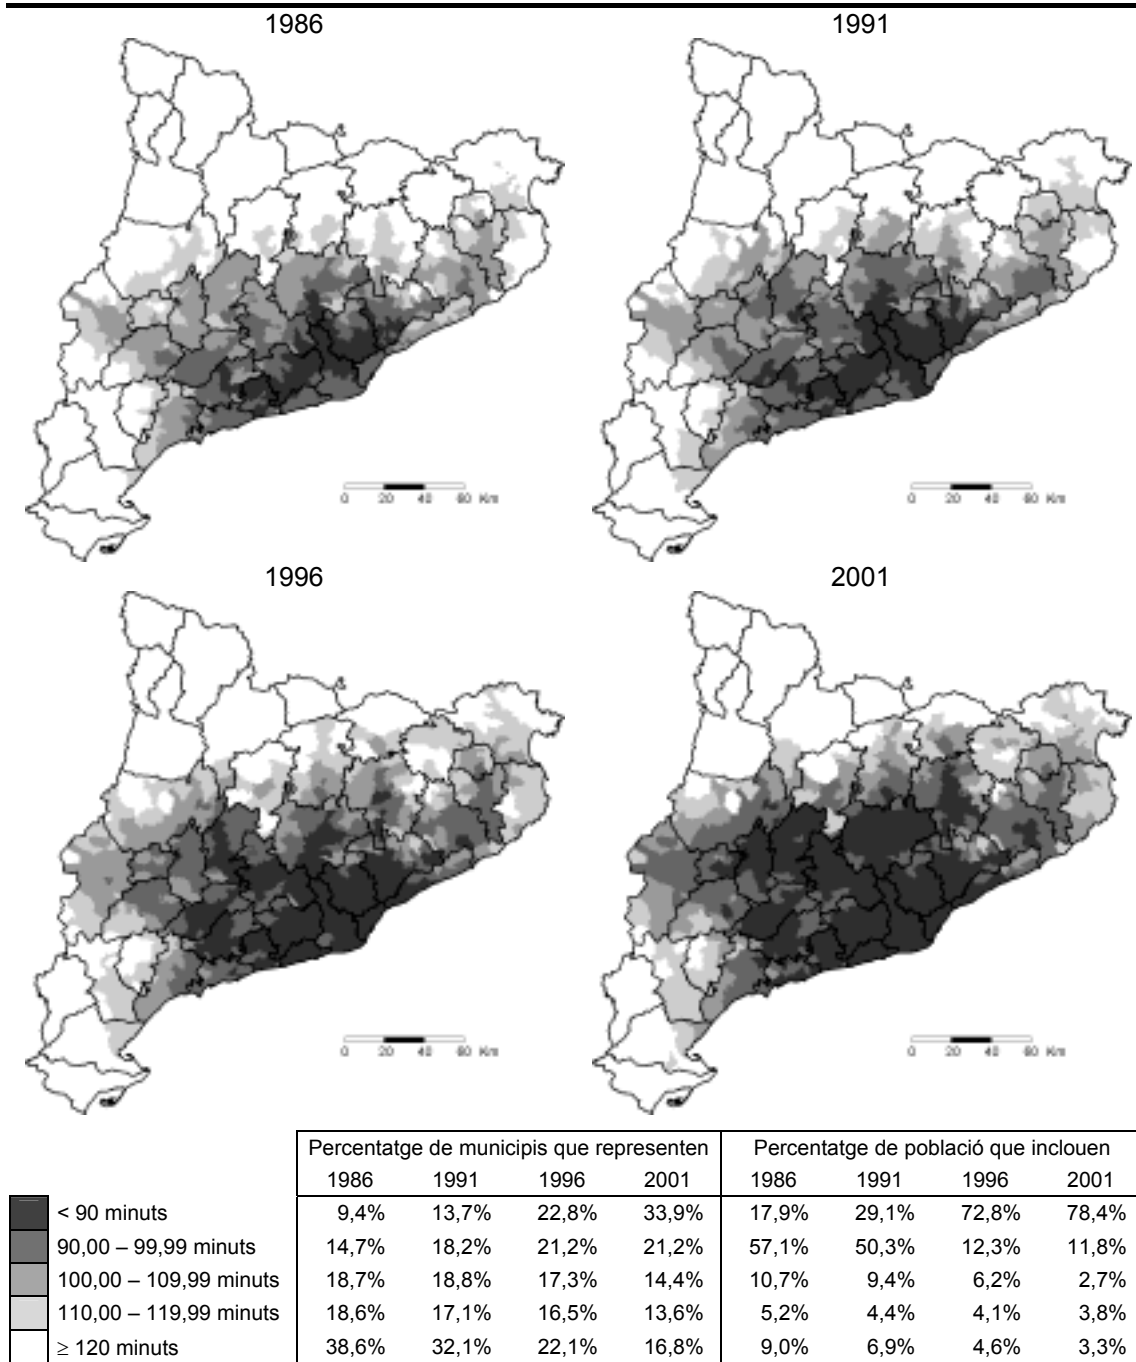 1986 1991
0 20 40 60 Km 0 20 40 60 Km
1996 2001
0 20 40 60 Km 0 20 40 60 Km
Percentatge de municipis que representen Percentatge de població que inclouen
1986 1991 1996 2001 1986 1991 1996 2001
< 90 minuts 9,4% 13,7% 22,8% 33,9% 17,9% 29,1% 72,8% 78,4%
90,00 – 99,99 minuts 14,7% 18,2% 21,2% 21,2% 57,1% 50,3% 12,3% 11,8%
100,00 – 109,99 minuts 18,7% 18,8% 17,3% 14,4% 10,7% 9,4% 6,2% 2,7%
110,00 – 119,99 minuts 18,6% 17,1% 16,5% 13,6% 5,2% 4,4% 4,1% 3,8%
≥ 120 minuts 38,6% 32,1% 22,1% 16,8% 9,0% 6,9% 4,6% 3,3%